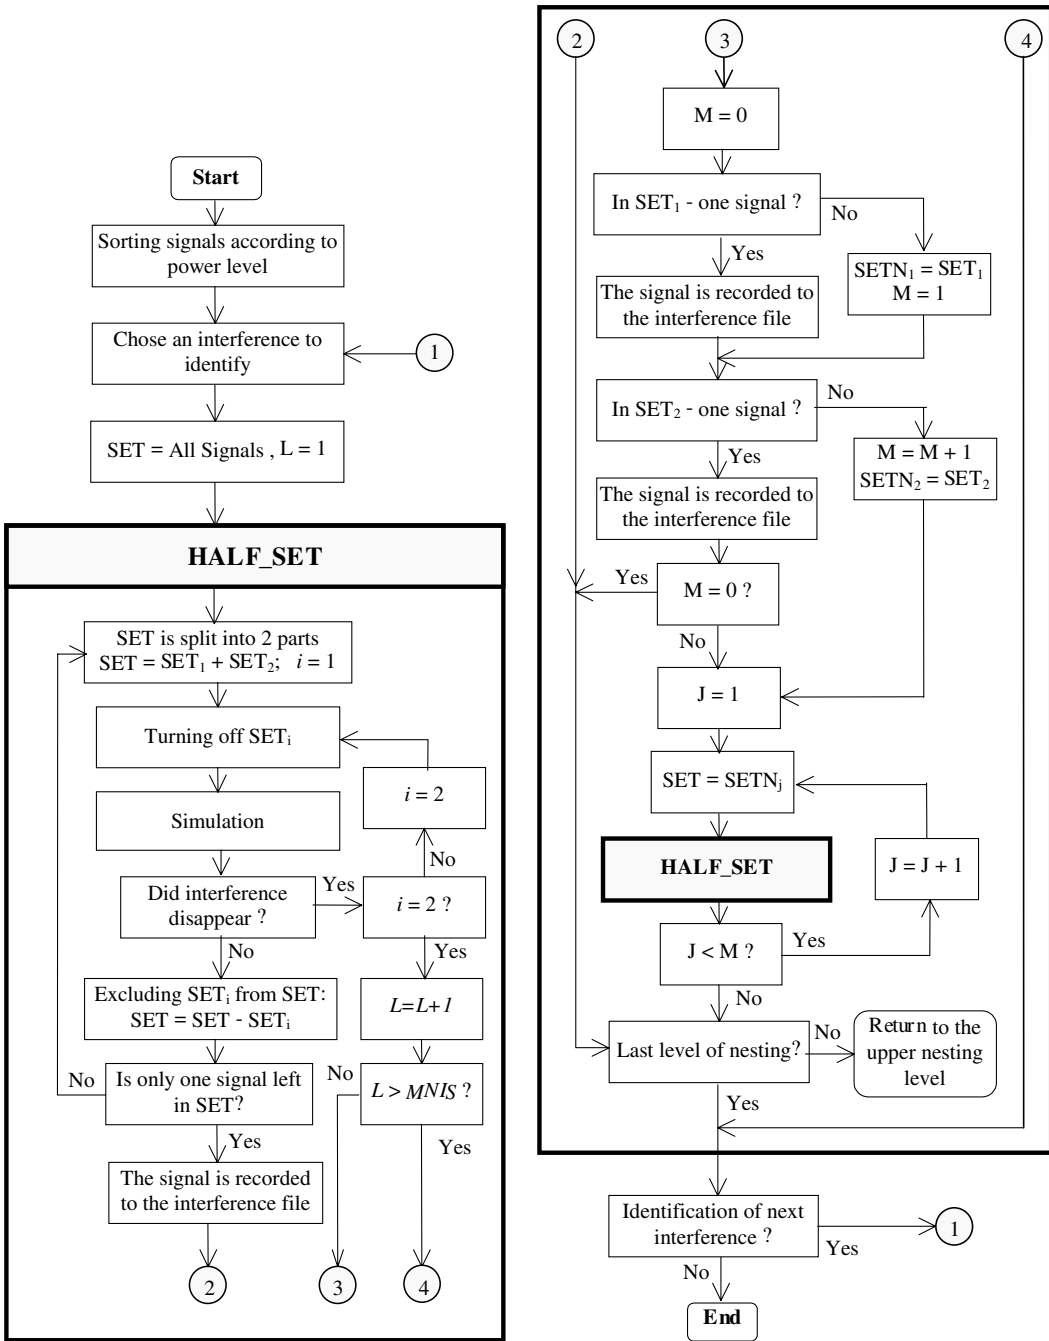 Start
Sorting signals according to
power level
Chose an interference to
identify
1
SET = All Signals , L = 1
HALF_SET
SET is split into 2 parts
SET = SET₁ + SET₂; i = 1
Turning off SETᵢ
i = 2
Simulation
No
Did interference
disappear ?
Yes
i = 2 ?
No
Yes
Excluding SETᵢ from SET:
SET = SET - SETᵢ
L=L+1
No
Is only one signal left
in SET?
No
L > MNIS ?
Yes
Yes
The signal is recorded
to the interference file
2
3
4
2
3
4
M = 0
In SET₁ - one signal ?
No
Yes
SETN₁ = SET₁
M = 1
The signal is recorded to
the interference file
In SET₂ - one signal ?
No
Yes
M = M + 1
SETN₂ = SET₂
The signal is recorded to
the interference file
Yes
M = 0 ?
No
J = 1
SET = SETNⱼ
HALF_SET
J = J + 1
J < M ?
Yes
No
Last level of nesting?
No
Return to the
upper nesting
level
Yes
Identification of next
interference ?
Yes
1
No
End